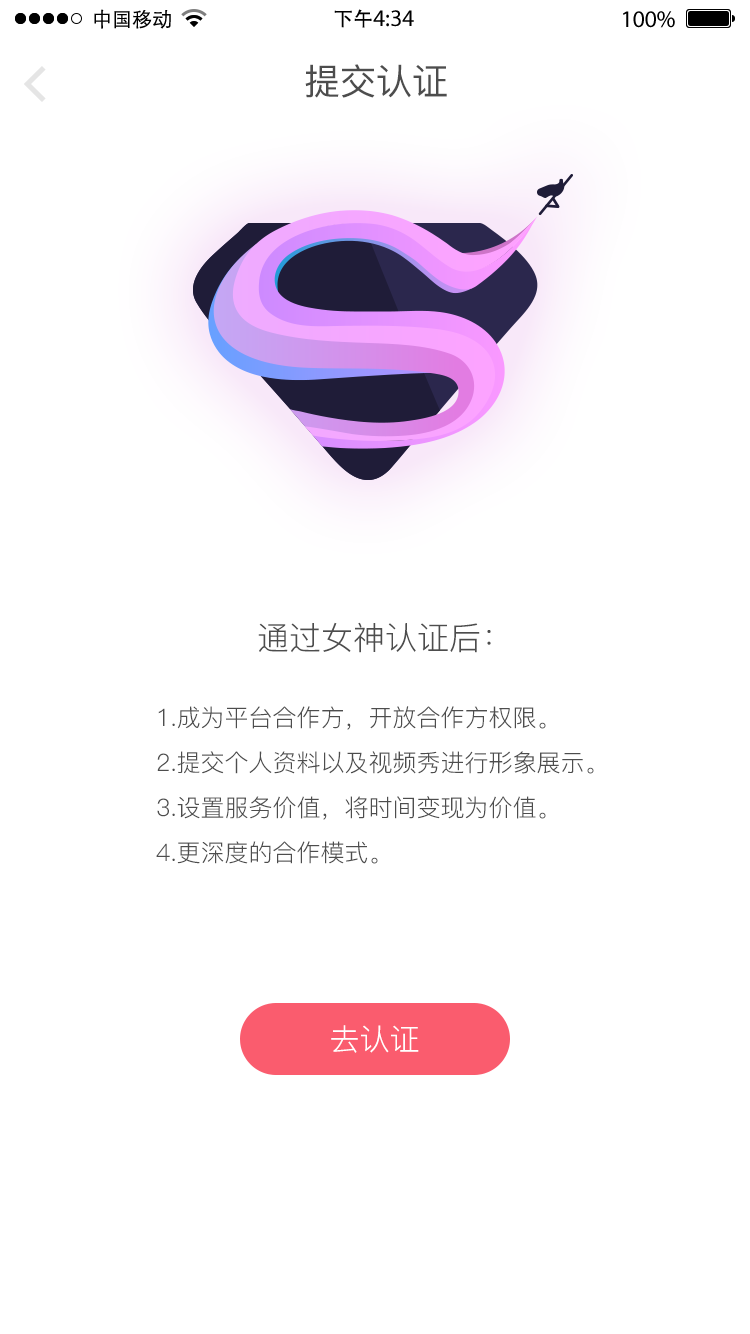 中国移动
下午4:34
100%
提交认证
通过女神认证后：
1.成为平台合作方，开放合作方权限。
2.提交个人资料以及视频秀进行形象展示。
3.设置服务价值，将时间变现为价值。
4.更深度的合作模式。
去认证